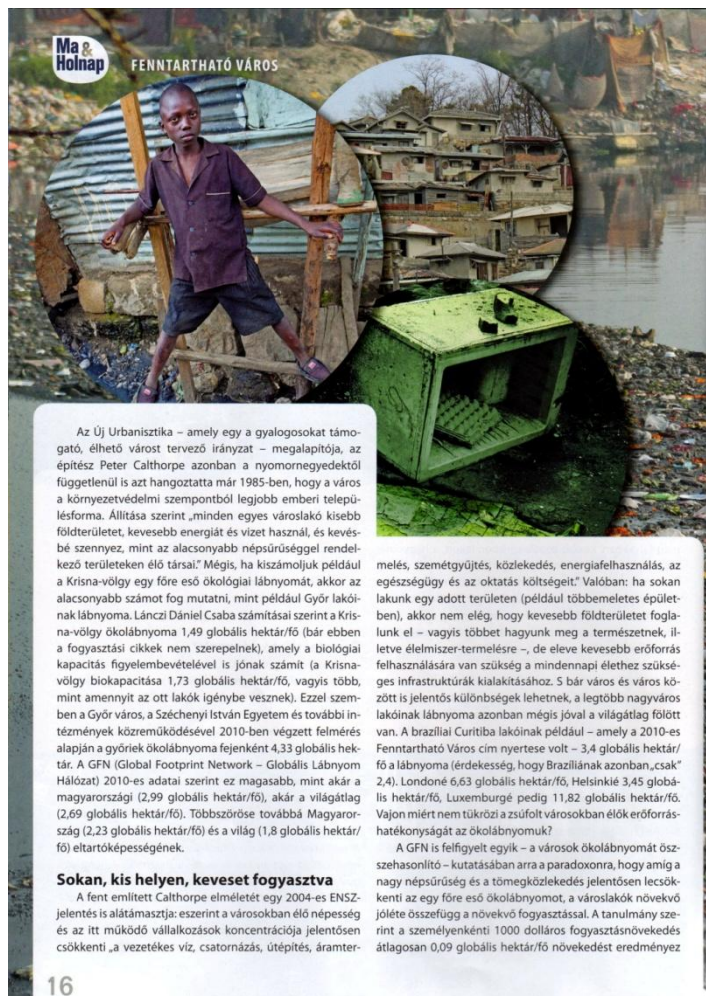 Ma &
Holnap
FENNTARTHATÓ VÁROS
Az Új Urbanisztika – amely egy a gyalogosokat támo-
gató, élhető várost tervező irányzat – megalapítója, az
építész Peter Calthorpe azonban a nyomornegyedektől
függetlenül is azt hangoztatta már 1985-ben, hogy a város
a környezetvédelmi szempontból legjobb emberi telepü-
lésforma. Állítása szerint „minden egyes városlakó kisebb
földterületet, kevesebb energiát és vizet használ, és kevés-
bé szennyez, mint az alacsonyabb népsűrűséggel rendel-
kező területeken élő társai.” Mégis, ha kiszámoljuk például
a Krisna-völgy egy főre eső ökológiai lábnyomát, akkor az
alacsonyabb számot fog mutatni, mint például Győr lakói-
nak lábnyoma. Lánczi Dániel Csaba számításai szerint a Kris-
na-völgy ökolábnyoma 1,49 globális hektár/fő (bár ebben
a fogyasztási cikkek nem szerepelnek), amely a biológiai
kapacitás figyelembevételével is jónak számít (a Krisna-
völgy biokapacitása 1,73 globális hektár/fő, vagyis több,
mint amennyit az ott lakók igénybe vesznek). Ezzel szem-
ben a Győr város, a Széchenyi István Egyetem és további in-
tézmények közreműködésével 2010-ben végzett felmérés
alapján a győriek ökolábnyoma fejenként 4,33 globális hek-
tár. A GFN (Global Footprint Network – Globális Lábnyom
Hálózat) 2010-es adatai szerint ez magasabb, mint akár a
magyarországi (2,99 globális hektár/fő), akár a világátlag
(2,69 globális hektár/fő). Többszöröse továbbá Magyaror-
szág (2,23 globális hektár/fő) és a világ (1,8 globális hektár/
fő) eltartóképességének.
Sokan, kis helyen, keveset fogyasztva
A fent említett Calthorpe elméletét egy 2004-es ENSZ-
jelentés is alátámasztja: eszerint a városokban élő népesség
és az itt működő vállalkozások koncentrációja jelentősen
csökkenti „a vezetékes víz, csatornázás, útépítés, áramter-
melés, szemétgyűjtés, közlekedés, energiafelhasználás, az
egészségügy és az oktatás költségeit.” Valóban: ha sokan
lakunk egy adott területen (például többemeletes épület-
ben), akkor nem elég, hogy kevesebb földterületet fogla-
lunk el – vagyis többet hagyunk meg a természetnek, il-
letve élelmiszer-termelésre –, de eleve kevesebb erőforrás
felhasználására van szükség a mindennapi élethez szüksé-
ges infrastruktúrák kialakításához. S bár város és város kö-
zött is jelentős különbségek lehetnek, a legtöbb nagyváros
lakóinak lábnyoma azonban mégis jóval a világátlag fölött
van. A brazíliai Curitiba lakóinak például – amely a 2010-es
Fenntartható Város cím nyertese volt – 3,4 globális hektár/
fő a lábnyoma (érdekesség, hogy Brazíliának azonban „csak”
2,4). Londoné 6,63 globális hektár/fő, Helsinkié 3,45 globá-
lis hektár/fő, Luxemburgé pedig 11,82 globális hektár/fő.
Vajon miért nem tükrözi a zsúfolt városokban élők erőforrás-
hatékonyságát az ökolábnyomuk?
A GFN is felfigyelt egyik – a városok ökolábnyomát ösz-
szehasonlító – kutatásában arra a paradoxonra, hogy amíg a
nagy népsűrűség és a tömegközlekedés jelentősen lecsök-
kenti az egy főre eső ökolábnyomot, a városlakók növekvő
jóléte összefügg a növekvő fogyasztással. A tanulmány sze-
rint a személyenkénti 1000 dolláros fogyasztásnövekedés
átlagosan 0,09 globális hektár/fő növekedést eredményez
16